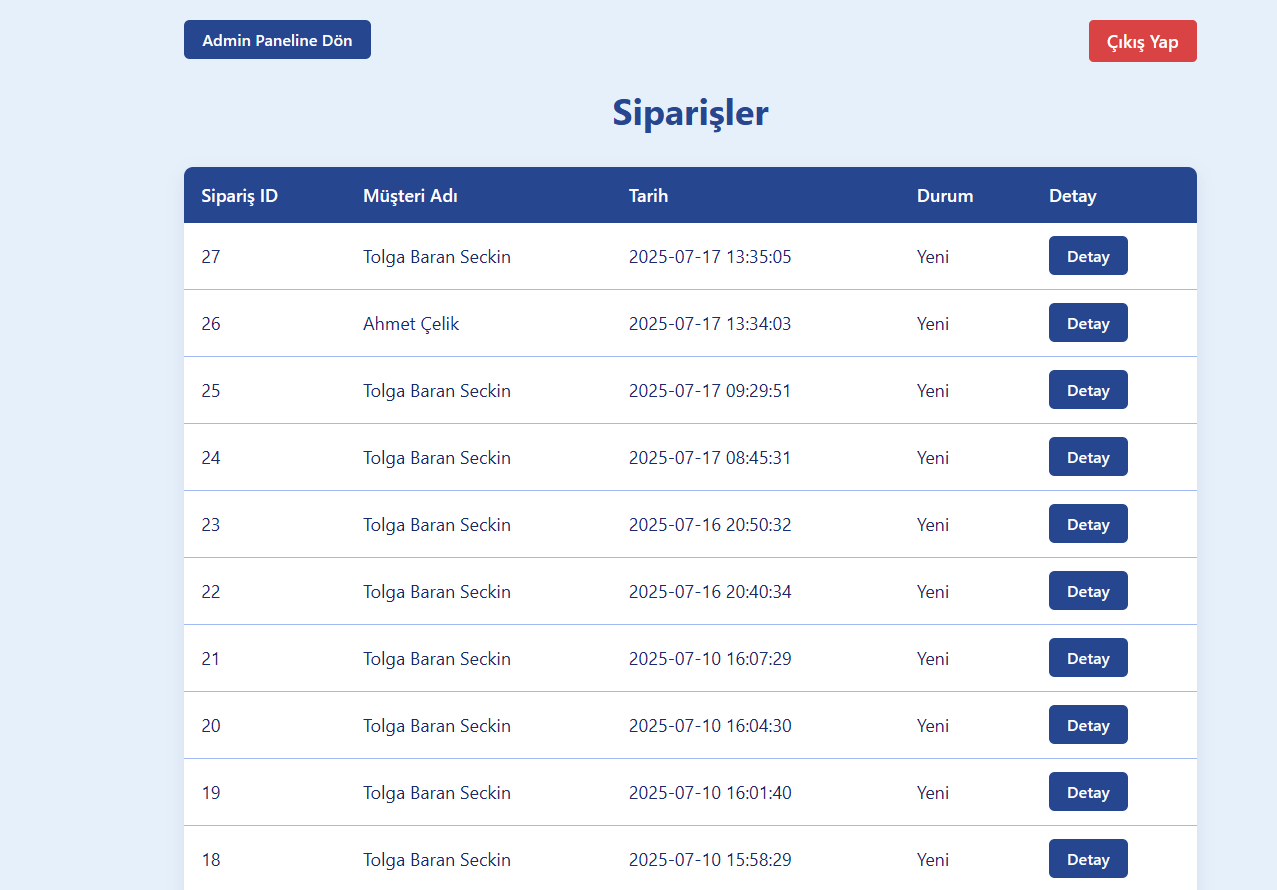 Admin Paneline Dön Çıkış Yap
Siparişler
Sipariş ID Müşteri Adı Tarih Durum Detay
27 Tolga Baran Seckin 2025-07-17 13:35:05 Yeni Detay
26 Ahmet Çelik 2025-07-17 13:34:03 Yeni Detay
25 Tolga Baran Seckin 2025-07-17 09:29:51 Yeni Detay
24 Tolga Baran Seckin 2025-07-17 08:45:31 Yeni Detay
23 Tolga Baran Seckin 2025-07-16 20:50:32 Yeni Detay
22 Tolga Baran Seckin 2025-07-16 20:40:34 Yeni Detay
21 Tolga Baran Seckin 2025-07-10 16:07:29 Yeni Detay
20 Tolga Baran Seckin 2025-07-10 16:04:30 Yeni Detay
19 Tolga Baran Seckin 2025-07-10 16:01:40 Yeni Detay
18 Tolga Baran Seckin 2025-07-10 15:58:29 Yeni Detay